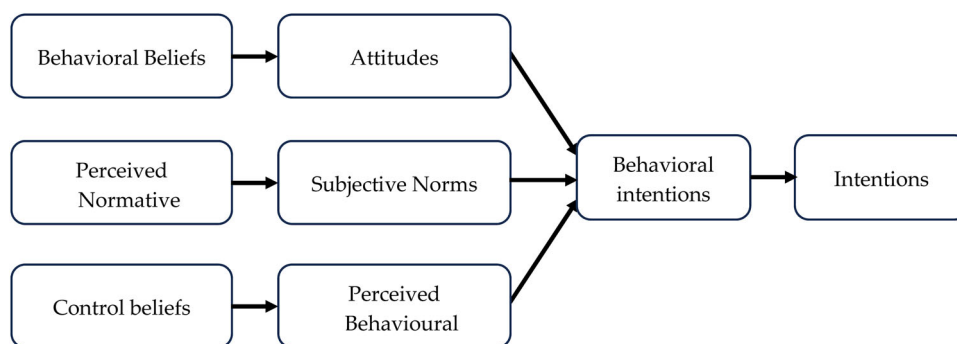 Behavioral Beliefs
Attitudes
Perceived
Normative
Subjective Norms
Behavioral
intentions
Intentions
Control beliefs
Perceived
Behavioural